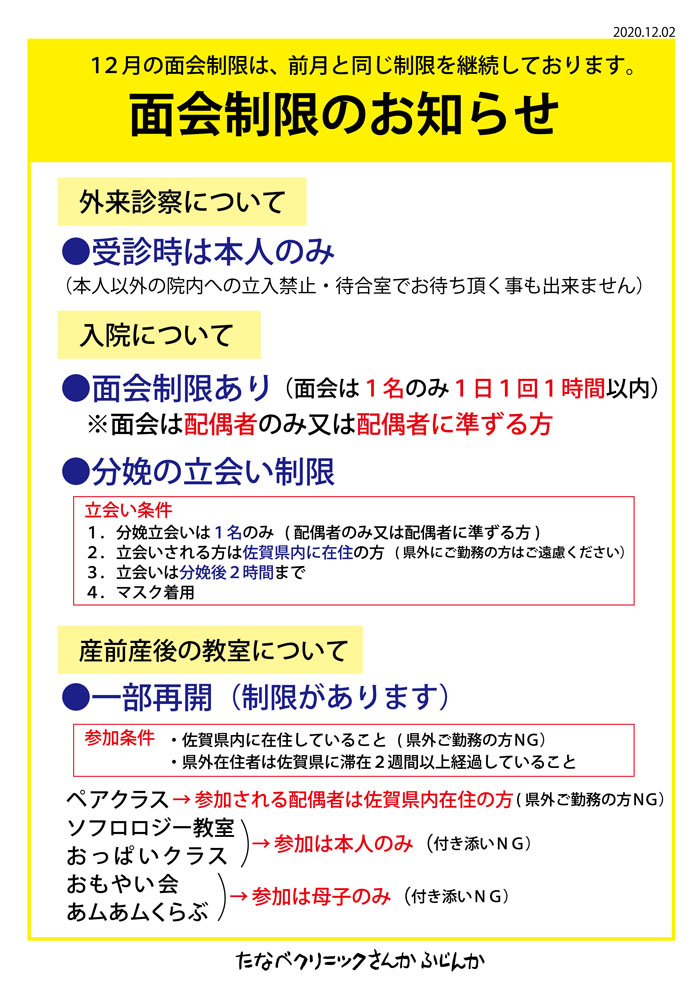 2020.12.02
１２月の面会制限は、前月と同じ制限を継続しております。
面会制限のお知らせ
外来診察について
●受診時は本人のみ
（本人以外の院内への立入禁止・待合室でお待ち頂く事も出来ません）
入院について
●面会制限あり（面会は１名のみ１日１回１時間以内）
※面会は配偶者のみ又は配偶者に準ずる方
●分娩の立会い制限
立会い条件
１．分娩立会いは１名のみ （ 配偶者のみ又は配偶者に準ずる方 ）
２．立会いされる方は佐賀県内に在住の方 （ 県外にご勤務の方はご遠慮ください）
３．立会いは分娩後２時間まで
４．マスク着用
産前産後の教室について
●一部再開（制限があります）
参加条件 ・佐賀県内に在住していること （ 県外ご勤務の方NG）
・県外在住者は佐賀県に滞在２週間以上経過していること
ペアクラス→参加される配偶者は佐賀県内在住の方（ 県外ご勤務の方NG）
ソフロロジー教室
おっぱいクラス
→参加は本人のみ （付き添いＮＧ）
おもやい会
あムあムくらぶ
→参加は母子のみ （付き添いＮＧ）
たなべクリニックさんかふじんか